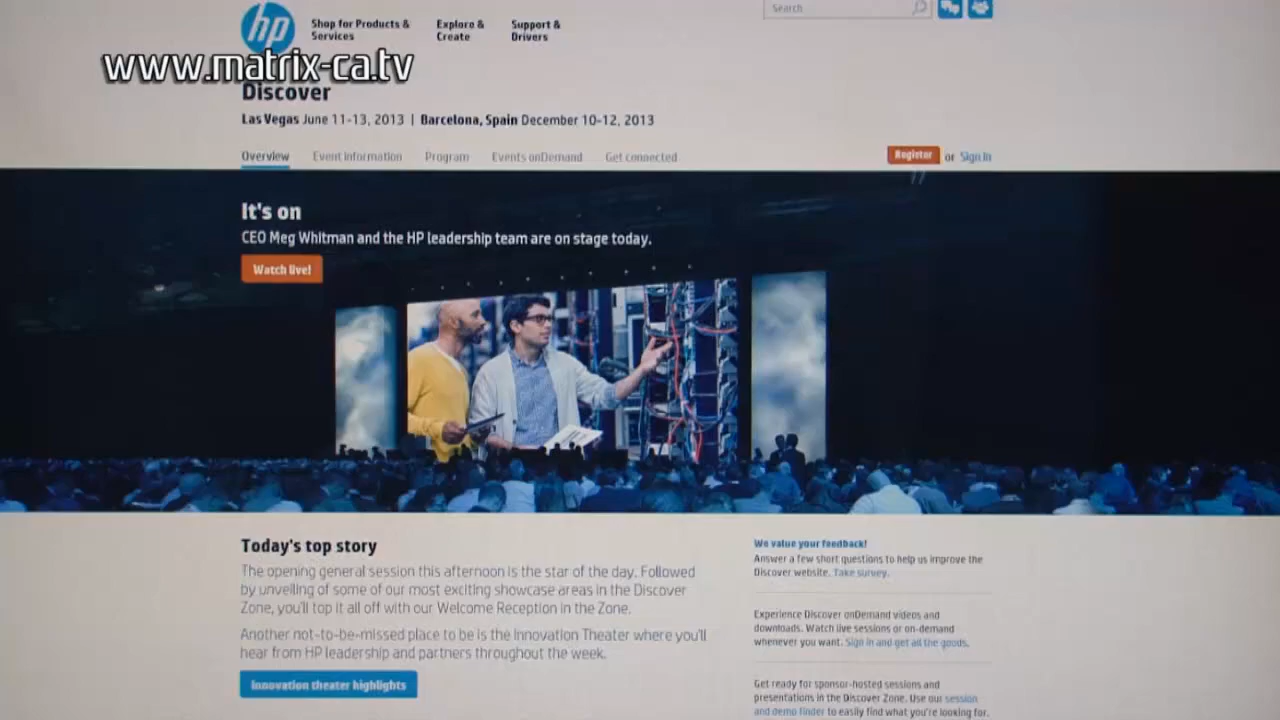 hp
Shop for Products &
Services
Explore &
Create
Support &
Drivers
Search
www.matrix-ca.tv
Discover
Las Vegas June 11-13, 2013 | Barcelona, Spain December 10-12, 2013
Overview
Event information
Program
Events onDemand
Get connected
Register or Sign in
It's on
CEO Meg Whitman and the HP leadership team are on stage today.
Watch live!
Today's top story
The opening general session this afternoon is the star of the day. Followed
by unveiling of some of our most exciting showcase areas in the Discover
Zone, you'll top it all off with our Welcome Reception in the Zone.
Another not-to-be-missed place to be is the Innovation Theater where you'll
hear from HP leadership and partners throughout the week.
Innovation theater highlights
We value your feedback!
Answer a few short questions to help us improve the
Discover website. Take survey.
Experience Discover onDemand videos and
downloads. Watch live sessions or on-demand
whenever you want. Sign in and get all the goods.
Get ready for sponsor-hosted sessions and
presentations in the Discover Zone. Use our session
and demo finder to easily find what you're looking for.